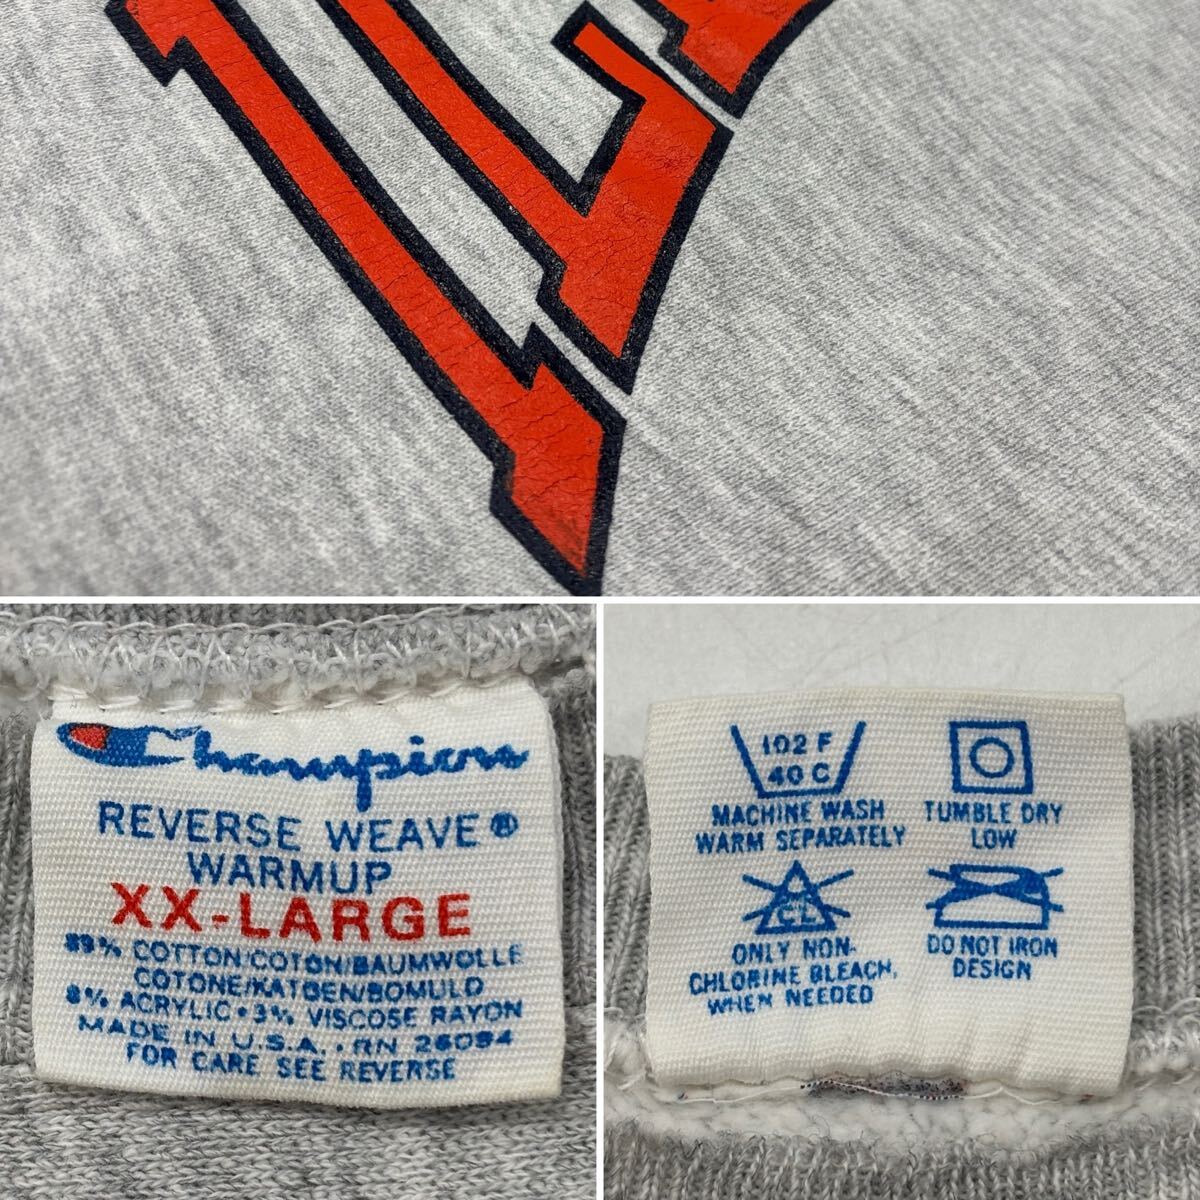 ILL
Champion
REVERSE WEAVE®
WARMUP
XX-LARGE
89% COTTON/COTON/BAUMWOLLE
COTONE/KATOEN/BOMULD
8% ACRYLIC • 3% VISCOSE RAYON
MADE IN U.S.A. • RN 26094
FOR CARE SEE REVERSE
102 F
40 C
MACHINE WASH
WARM SEPARATELY
TUMBLE DRY
LOW
CL
ONLY NON-
CHLORINE BLEACH,
WHEN NEEDED
DO NOT IRON
DESIGN